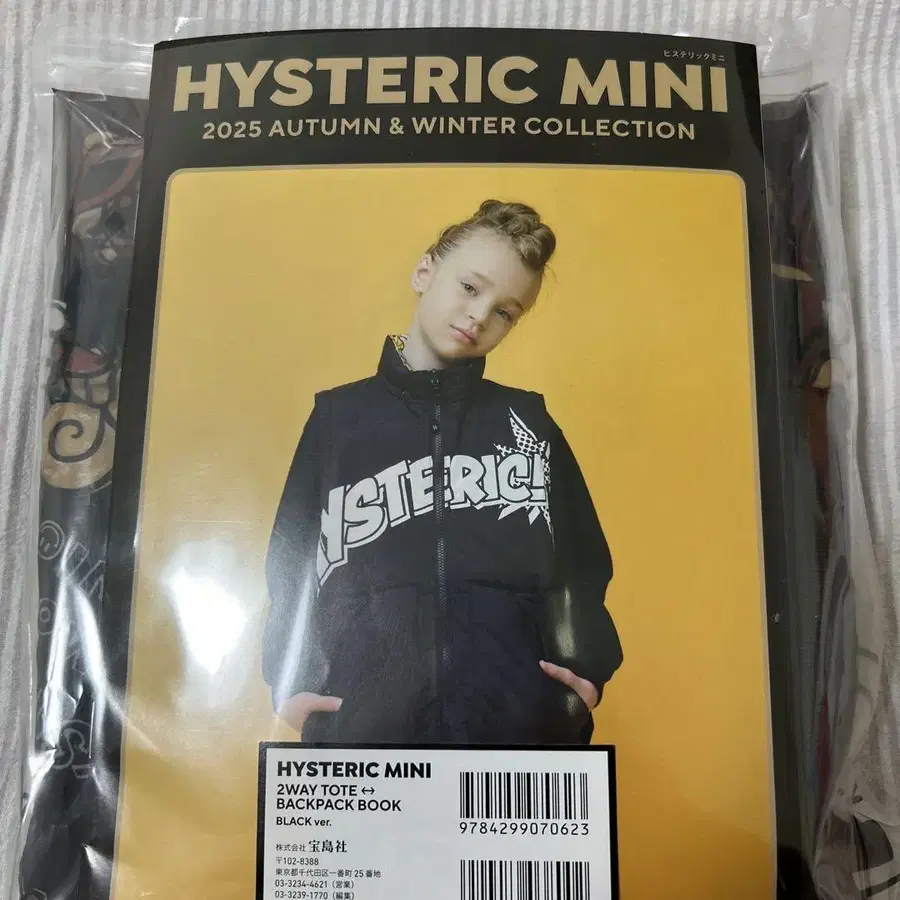 ヒステリックミニ
HYSTERIC MINI
2025 AUTUMN & WINTER COLLECTION
HYSTERIC!
HYSTERIC MINI
2WAY TOTE ↔
BACKPACK BOOK
BLACK ver.
9784299070623
株式会社 宝島社
〒102-8388
東京都千代田区一番町25番地
03-3234-4621（営業）
03-3239-1770（編集）